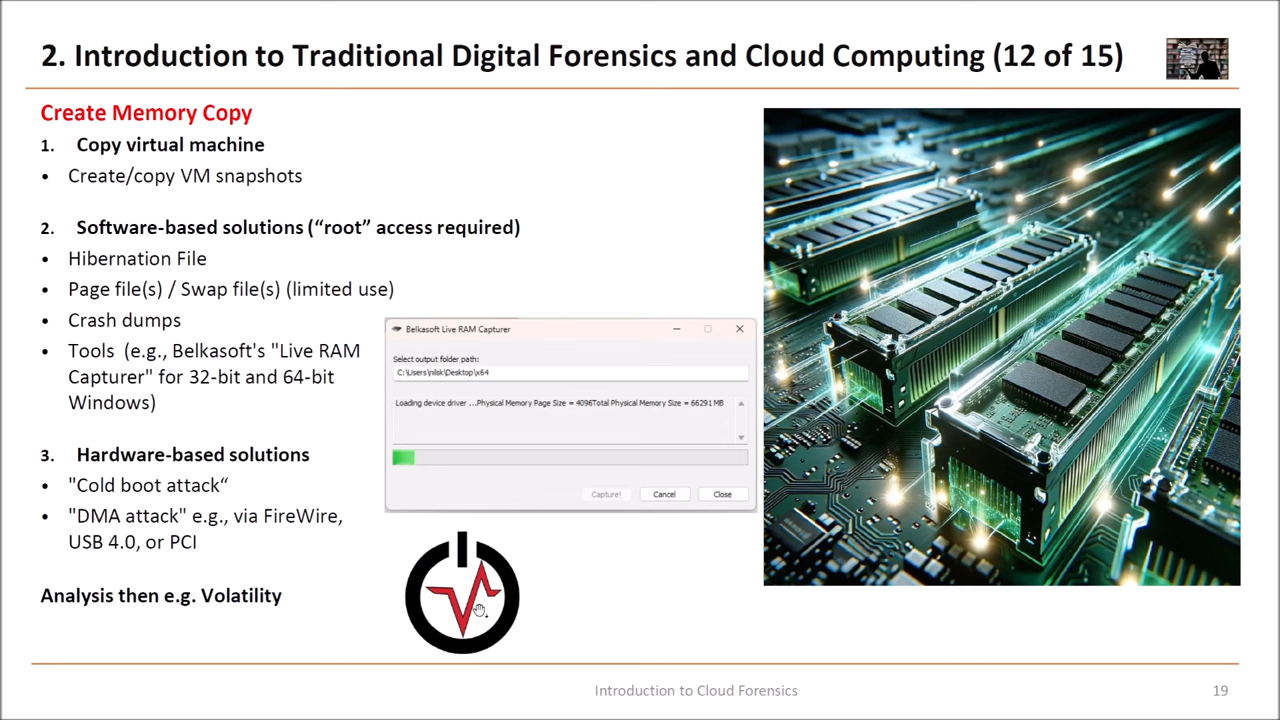 2. Introduction to Traditional Digital Forensics and Cloud Computing (12 of 15)
Create Memory Copy
1. Copy virtual machine
• Create/copy VM snapshots
2. Software-based solutions (“root” access required)
• Hibernation File
• Page file(s) / Swap file(s) (limited use)
• Crash dumps
• Tools (e.g., Belkasoft's "Live RAM
Capturer" for 32-bit and 64-bit
Windows)
Belkasoft Live RAM Capturer
Select output folder path:
C:\Users\nilsk\Desktop\x64
Loading device driver ...Physical Memory Page Size = 4096Total Physical Memory Size = 66291 MB
Capture! Cancel Close
3. Hardware-based solutions
• "Cold boot attack“
• "DMA attack" e.g., via FireWire,
USB 4.0, or PCI
Analysis then e.g. Volatility
Introduction to Cloud Forensics
19